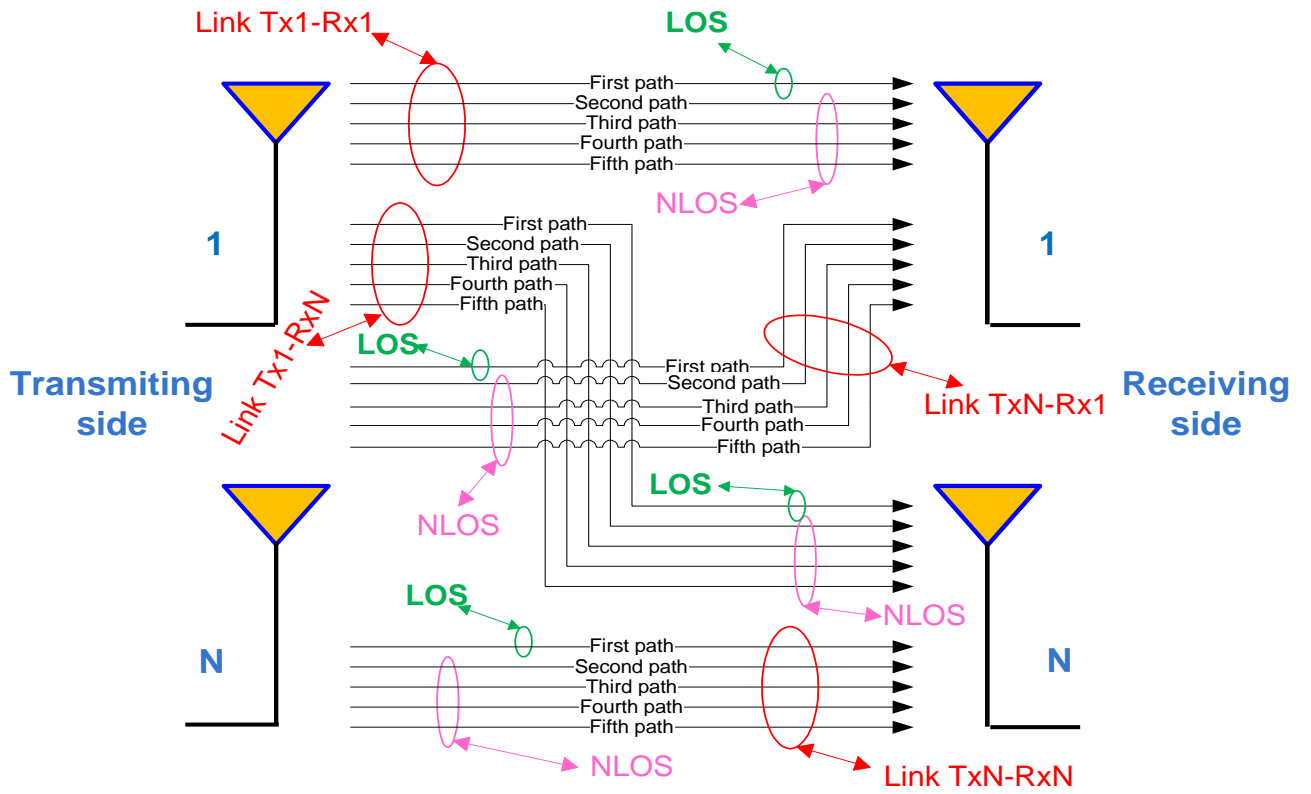 Link Tx1-Rx1
LOS
First path
Second path
Third path
Fourth path
Fifth path
NLOS
1
First path
Second path
Third path
Fourth path
Fifth path
1
Link Tx1-RxN
LOS
First path
Second path
Third path
Fourth path
Fifth path
Link TxN-Rx1
Transmiting
side
Receiving
side
NLOS
LOS
NLOS
LOS
N
First path
Second path
Third path
Fourth path
Fifth path
N
NLOS
Link TxN-RxN